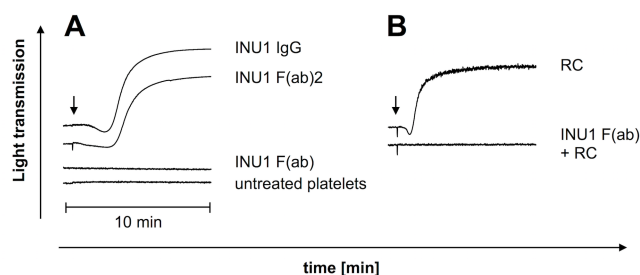 A
B
Light transmission
INU1 IgG
INU1 F(ab)2
INU1 F(ab)
untreated platelets
10 min
RC
INU1 F(ab)
+ RC
time [min]